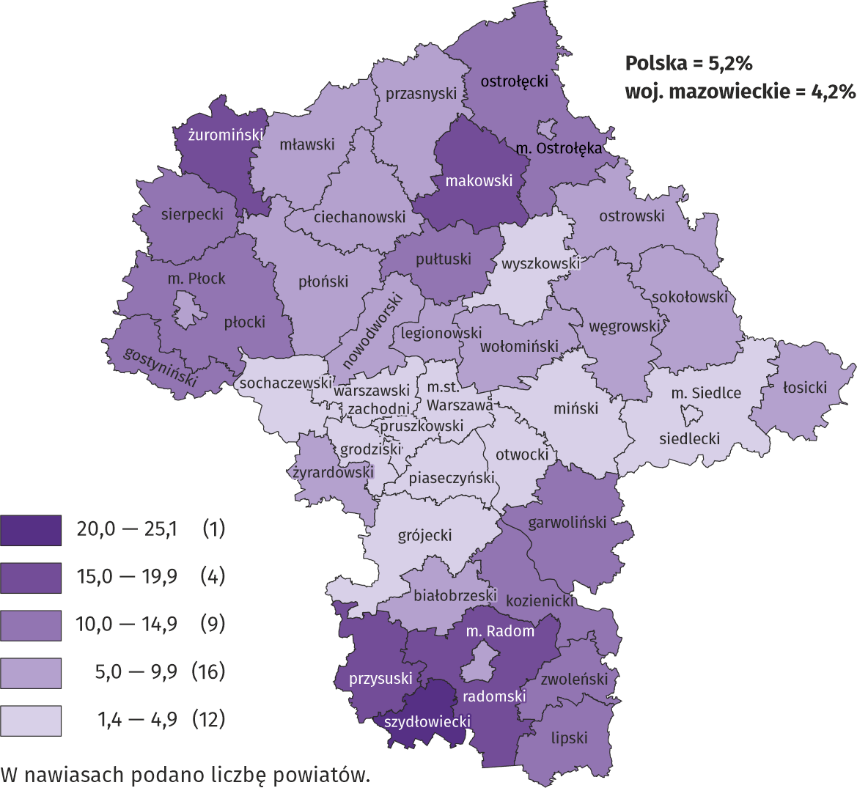 Polska = 5,2%
woj. mazowieckie = 4,2%
ostrołęcki
przasnyski
żuromiński
mławski
m. Ostrołęka
makowski
sierpecki
ciechanowski
ostrowski
pułtuski
wyszkowski
m. Płock
płoński
sokołowski
płocki
nowodworski
legionowski
węgrowski
wołomiński
gostyniński
sochaczewski
warszawski
zachodni
m.st.
Warszawa
m. Siedlce
łosicki
miński
pruszkowski
siedlecki
grodziski
otwocki
żyrardowski
piaseczyński
garwoliński
grójecki
białobrzeski
kozienicki
m. Radom
przysuski
zwoleński
radomski
szydłowiecki
lipski
20,0 — 25,1 (1)
15,0 — 19,9 (4)
10,0 — 14,9 (9)
5,0 — 9,9 (16)
1,4 — 4,9 (12)
W nawiasach podano liczbę powiatów.